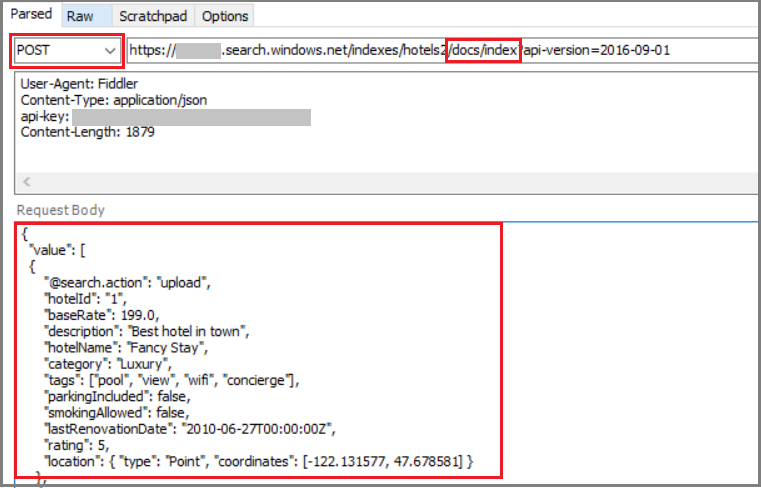 Parsed Raw Scratchpad Options
POST https://.search.windows.net/indexes/hotels2/docs/index?api-version=2016-09-01
User-Agent: Fiddler
Content-Type: application/json
api-key:
Content-Length: 1879
Request Body
{
"value": [
{
"@search.action": "upload",
"hotelId": "1",
"baseRate": 199.0,
"description": "Best hotel in town",
"hotelName": "Fancy Stay",
"category": "Luxury",
"tags": ["pool", "view", "wifi", "concierge"],
"parkingIncluded": false,
"smokingAllowed": false,
"lastRenovationDate": "2010-06-27T00:00:00Z",
"rating": 5,
"location": { "type": "Point", "coordinates": [-122.131577, 47.678581] }
},